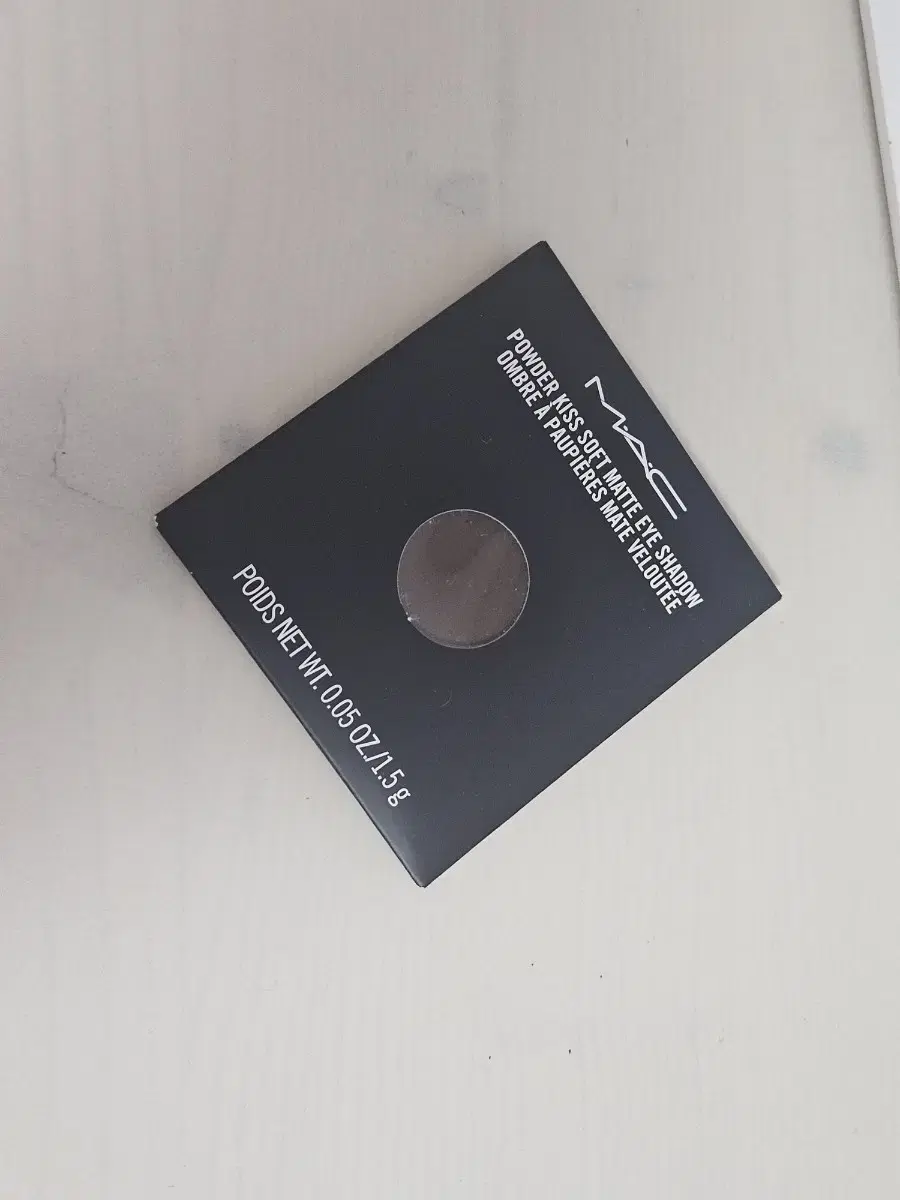 MAC
POWDER KISS SOFT MATTE EYE SHADOW
OMBRE À PAUPIÈRES MATE VELOUTÉE
POIDS NET WT. 0.05 OZ./1.5 g